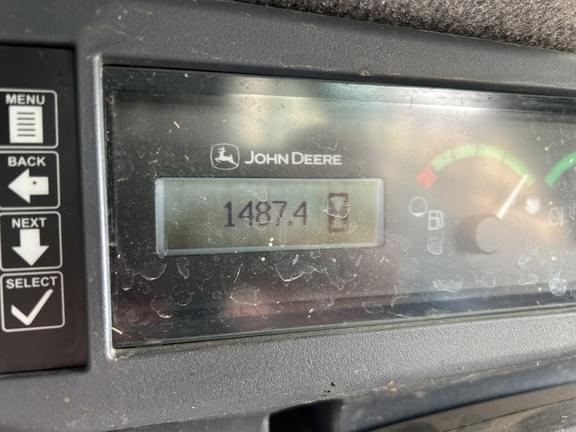 MENU
BACK
NEXT
SELECT
JOHN DEERE
1487.4